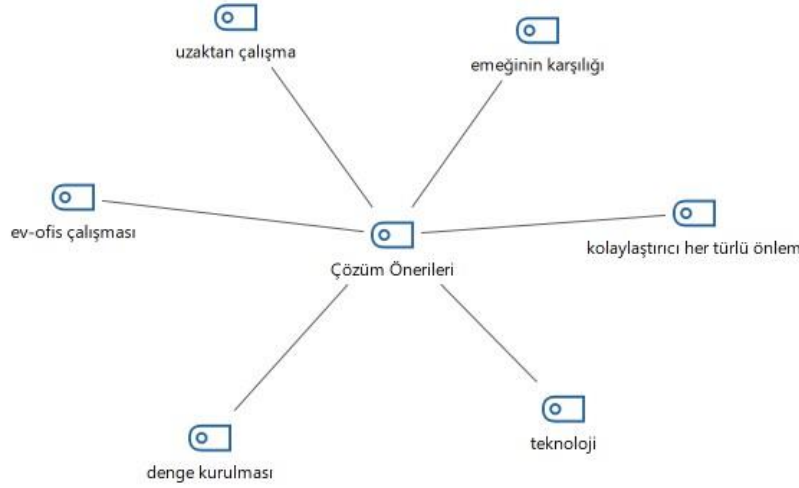 uzaktan çalışma
emeğinin karşılığı
ev-ofis çalışması
kolaylaştırıcı her türlü önlem
Çözüm Önerileri
teknoloji
denge kurulması